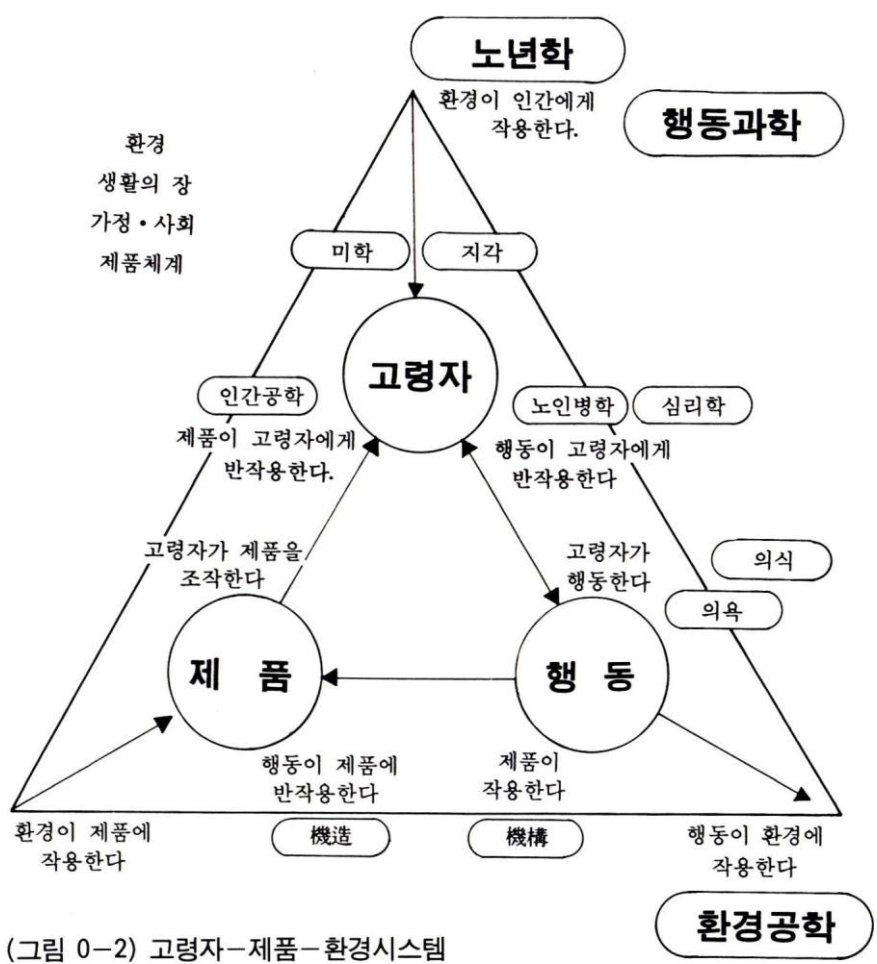 노년학
환경이 인간에게
작용한다.
행동과학
환경
생활의 장
가정·사회
제품체계
미학
지각
고령자
인간공학
제품이 고령자에게
반작용한다.
노인병학
심리학
행동이 고령자에게
반작용한다
고령자가 제품을
조작한다
고령자가
행동한다
의식
의욕
제 품
행 동
행동이 제품에
반작용한다
제품이
작용한다
환경이 제품에
작용한다
機造
機構
행동이 환경에
작용한다
환경공학
(그림 0-2) 고령자-제품-환경시스템